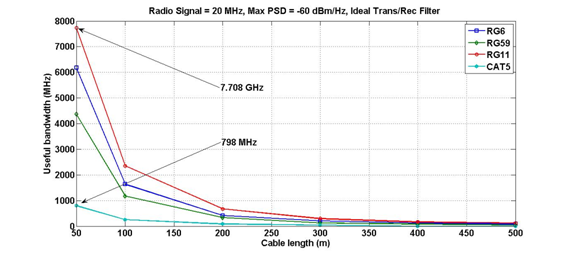 Radio Signal = 20 MHz, Max PSD = -60 dBm/Hz, Ideal Trans/Rec Filter
8000
7000
6000
5000
4000
3000
2000
1000
0
Useful bandwidth (MHz)
RG6
RG59
RG11
CAT5
7.708 GHz
798 MHz
50 100 150 200 250 300 350 400 450 500
Cable length (m)